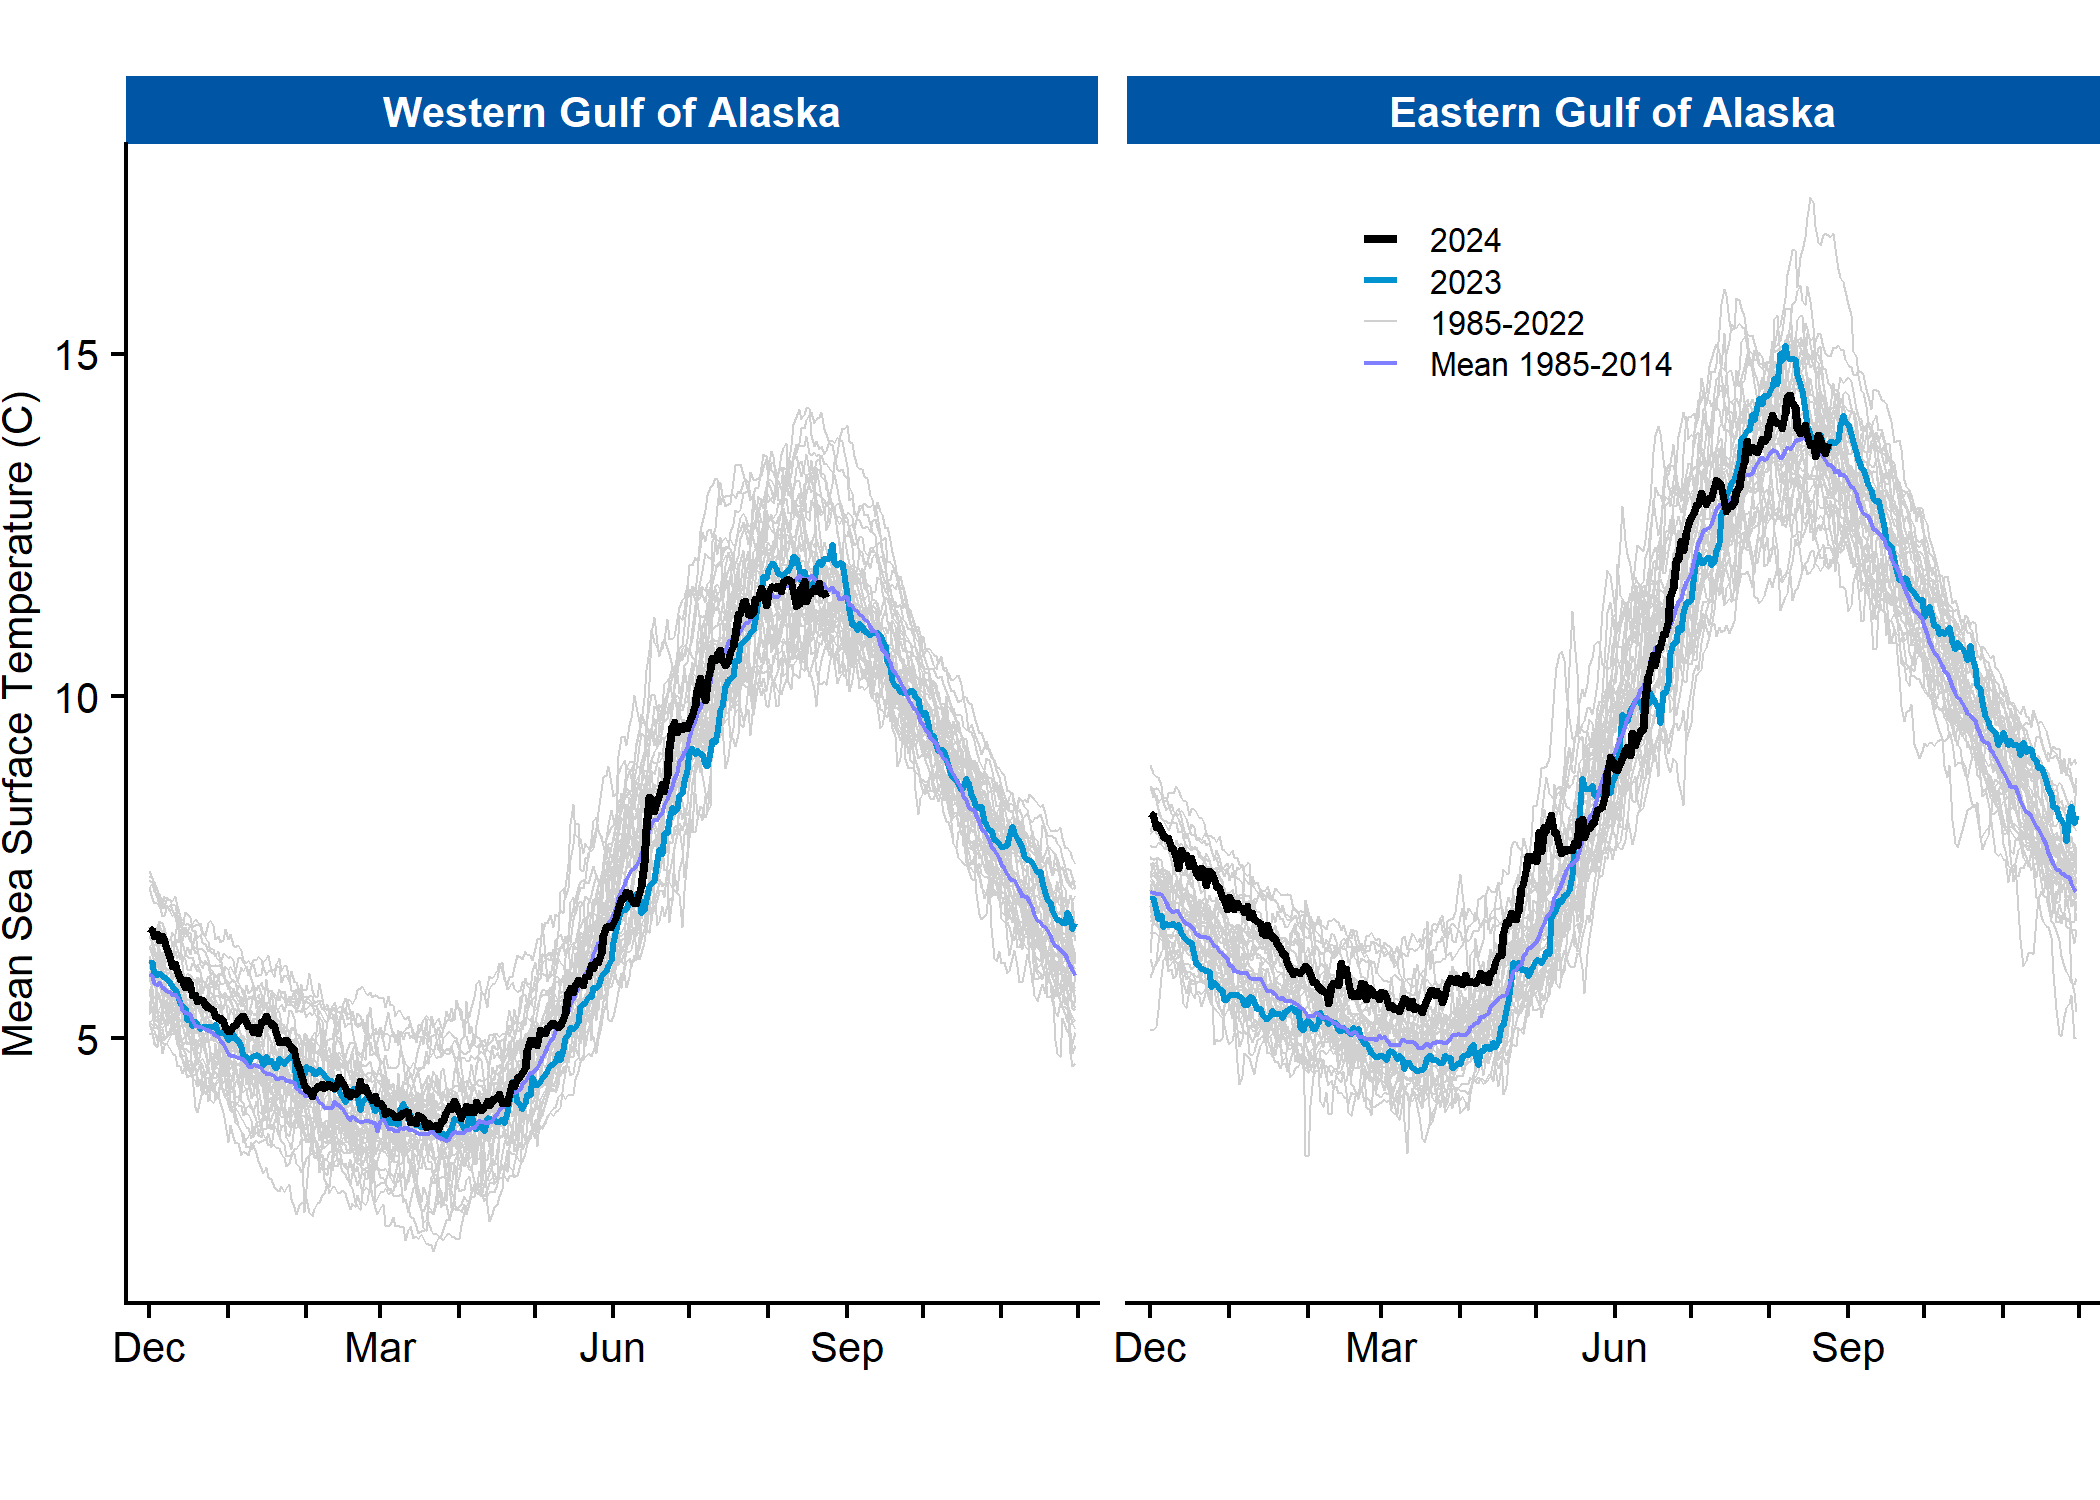 Western Gulf of Alaska
Eastern Gulf of Alaska
2024
2023
1985-2022
Mean 1985-2014
Mean Sea Surface Temperature (C)
15
10
5
Dec Mar Jun Sep
Dec Mar Jun Sep